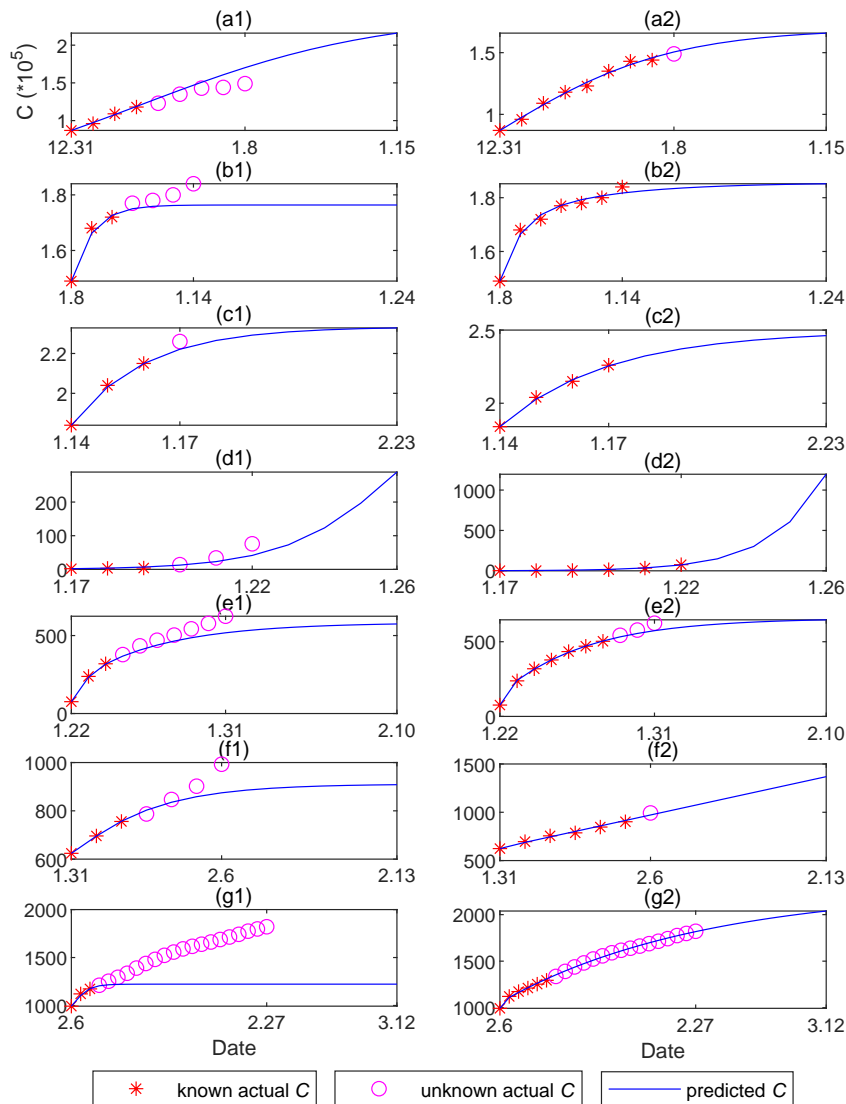 (a1)
C (*10^5)
2
1.5
1
12.31 1.8 1.15
(a2)
1.5
1
12.31 1.8 1.15
(b1)
1.8
1.6
1.8 1.14 1.24
(b2)
1.8
1.6
1.8 1.14 1.24
(c1)
2.2
2
1.14 1.17 2.23
(c2)
2.5
2
1.14 1.17 2.23
(d1)
200
100
0
1.17 1.22 1.26
(d2)
1000
500
0
1.17 1.22 1.26
(e1)
500
0
1.22 1.31 2.10
(e2)
500
0
1.22 1.31 2.10
(f1)
1000
800
600
1.31 2.6 2.13
(f2)
1500
1000
500
1.31 2.6 2.13
(g1)
2000
1500
1000
2.6 2.27 3.12
Date
(g2)
2000
1500
1000
2.6 2.27 3.12
Date
known actual C
unknown actual C
predicted C